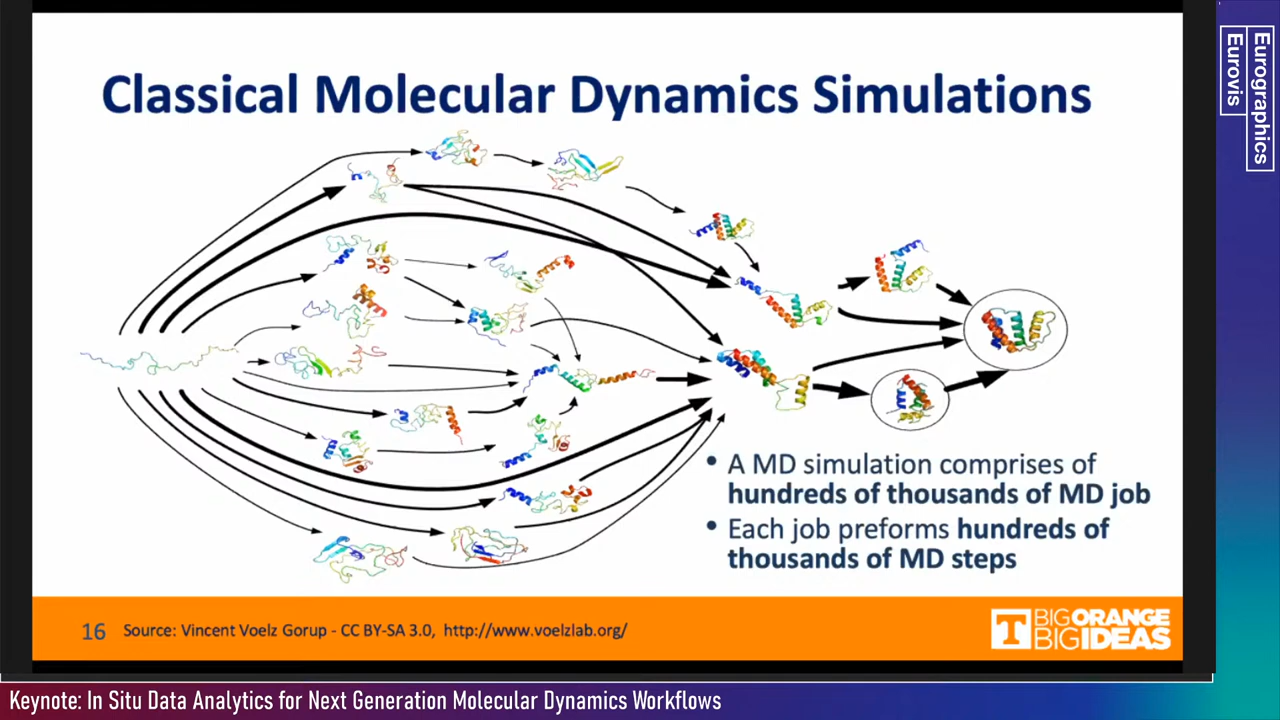 Classical Molecular Dynamics Simulations
• A MD simulation comprises of
hundreds of thousands of MD job
• Each job preforms hundreds of
thousands of MD steps
16
Source: Vincent Voelz Gorup - CC BY-SA 3.0, http://www.voelzlab.org/
T
BIG ORANGE
BIG IDEAS
Eurographics
Eurovis
Keynote: In Situ Data Analytics for Next Generation Molecular Dynamics Workflows